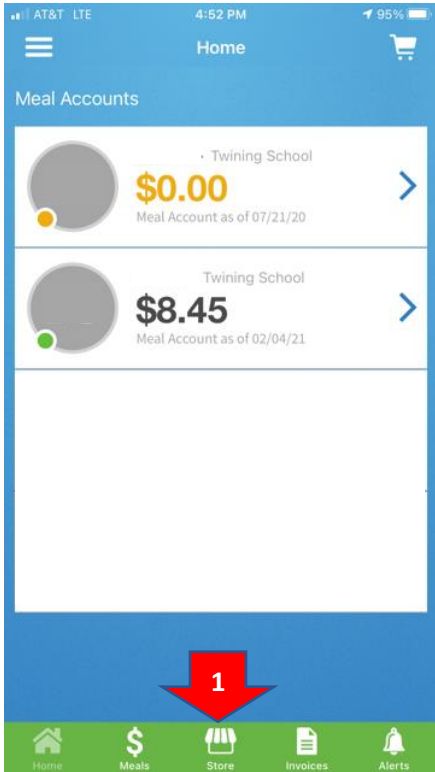 AT&T LTE 4:52 PM 95%
Home
Meal Accounts
Twining School
$0.00
Meal Account as of 07/21/20
Twining School
$8.45
Meal Account as of 02/04/21
1
Home Meals Store Invoices Alerts